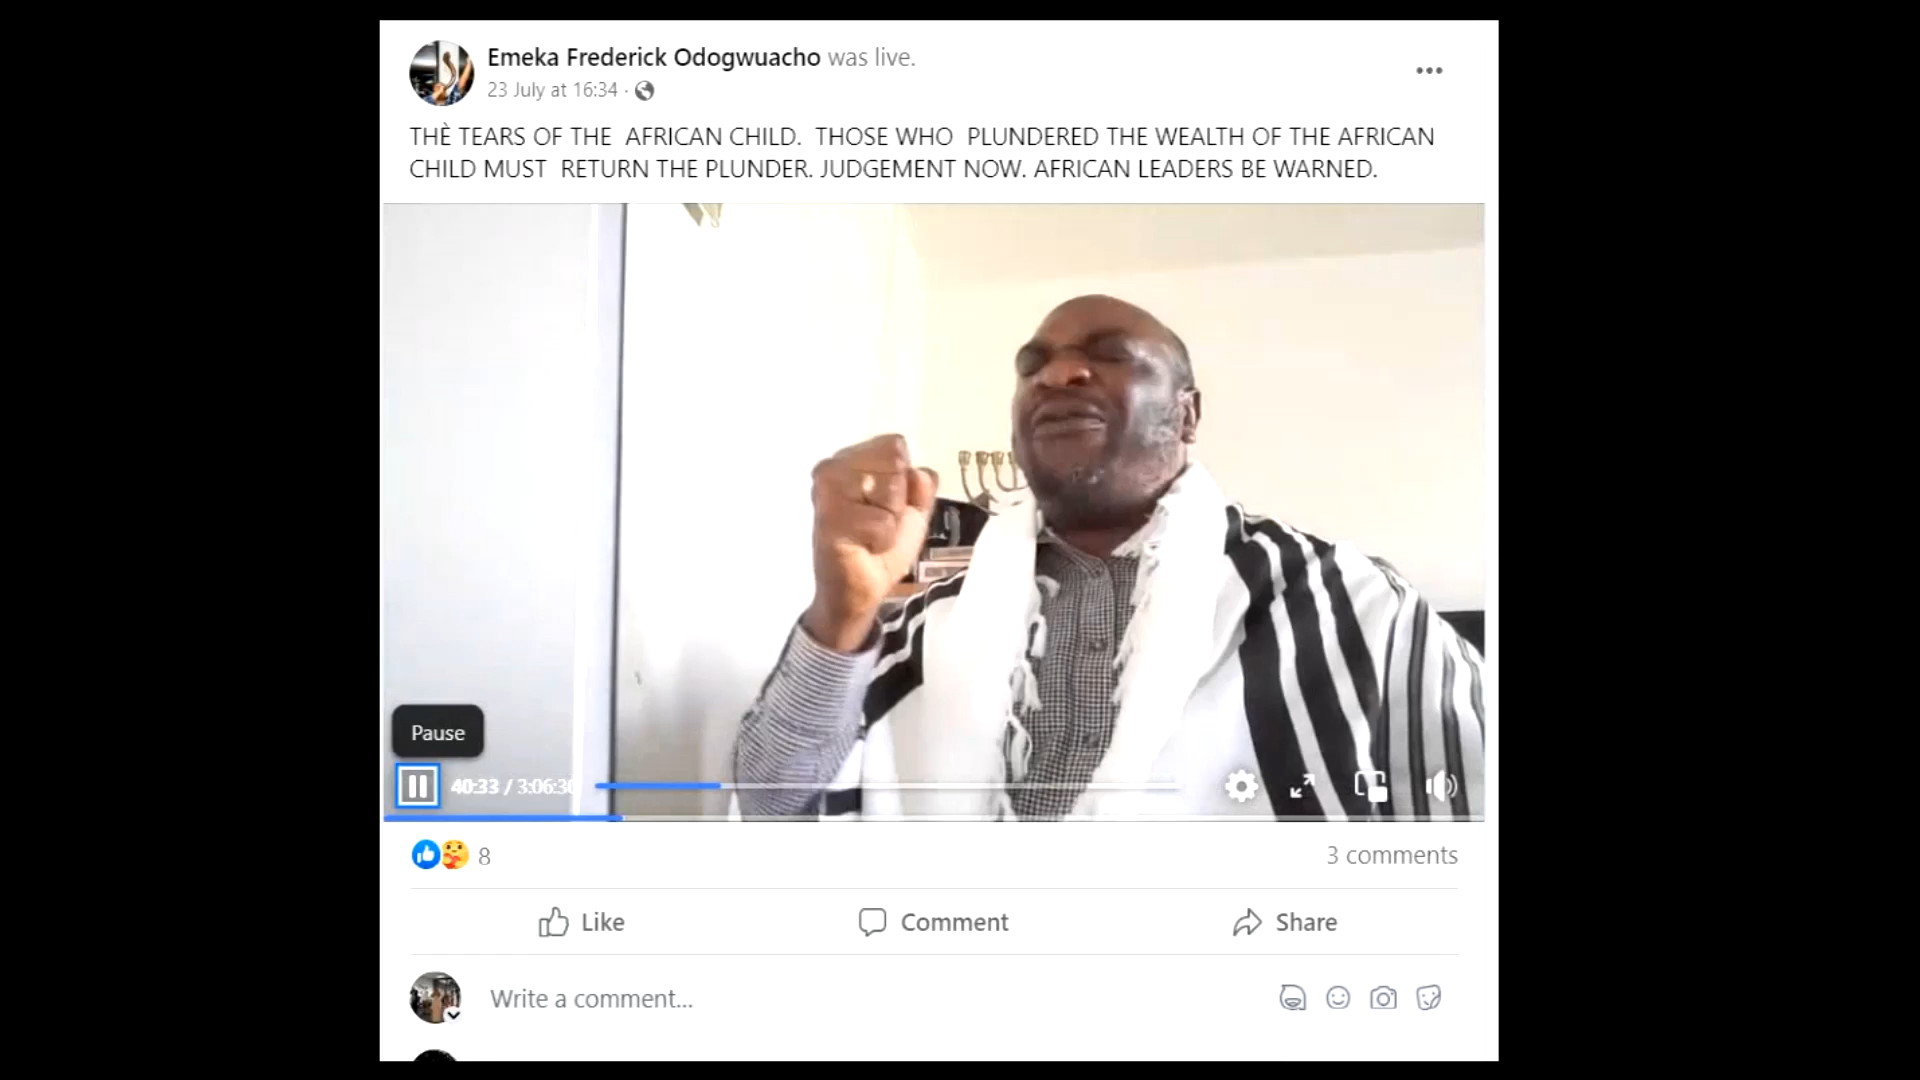 Emeka Frederick Odogwuacho was live.
23 July at 16:34 ·
THÈ TEARS OF THE AFRICAN CHILD. THOSE WHO PLUNDERED THE WEALTH OF THE AFRICAN
CHILD MUST RETURN THE PLUNDER. JUDGEMENT NOW. AFRICAN LEADERS BE WARNED.
Pause
40:33 / 3:06:30
8
3 comments
Like
Comment
Share
Write a comment...